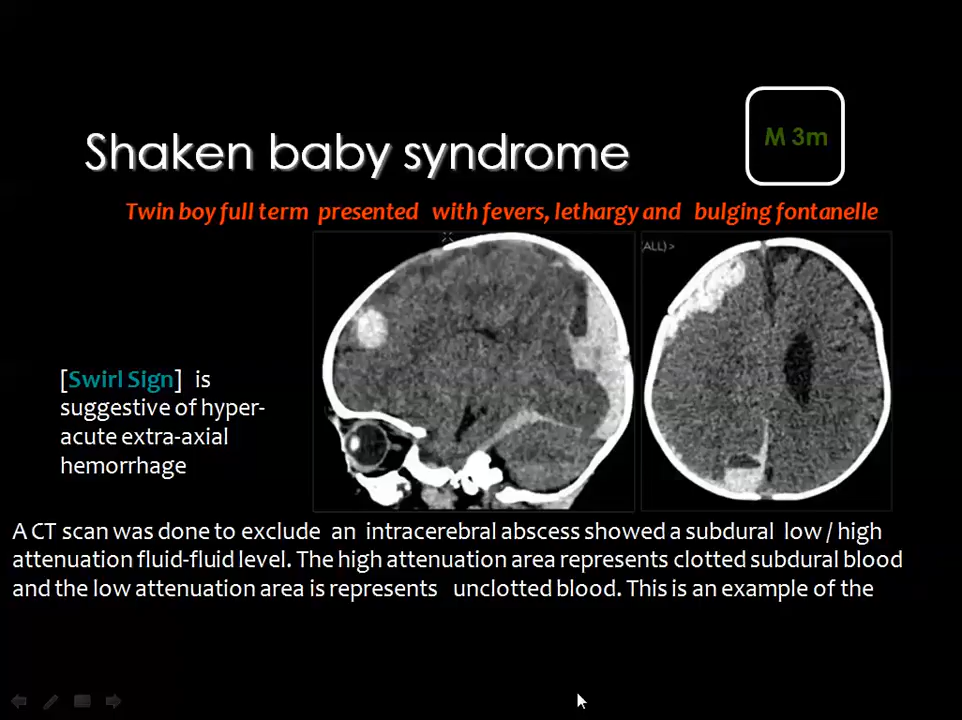 Shaken baby syndrome
M 3m
Twin boy full term presented with fevers, lethargy and bulging fontanelle
(ALL) >
[Swirl Sign] is
suggestive of hyper-
acute extra-axial
hemorrhage
A CT scan was done to exclude an intracerebral abscess showed a subdural low / high
attenuation fluid-fluid level. The high attenuation area represents clotted subdural blood
and the low attenuation area is represents unclotted blood. This is an example of the